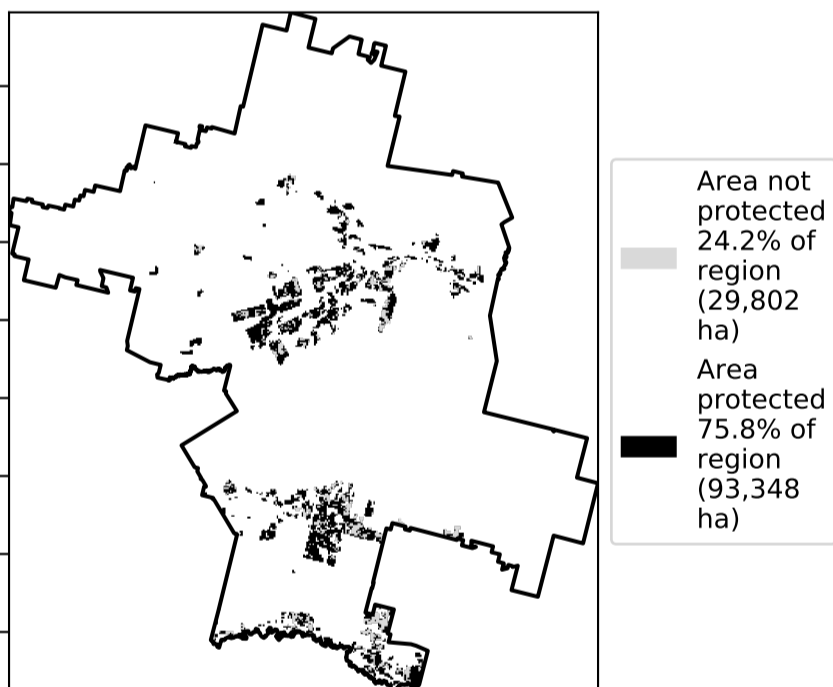 Area not
protected
24.2% of
region
(29,802
ha)
Area
protected
75.8% of
region
(93,348
ha)